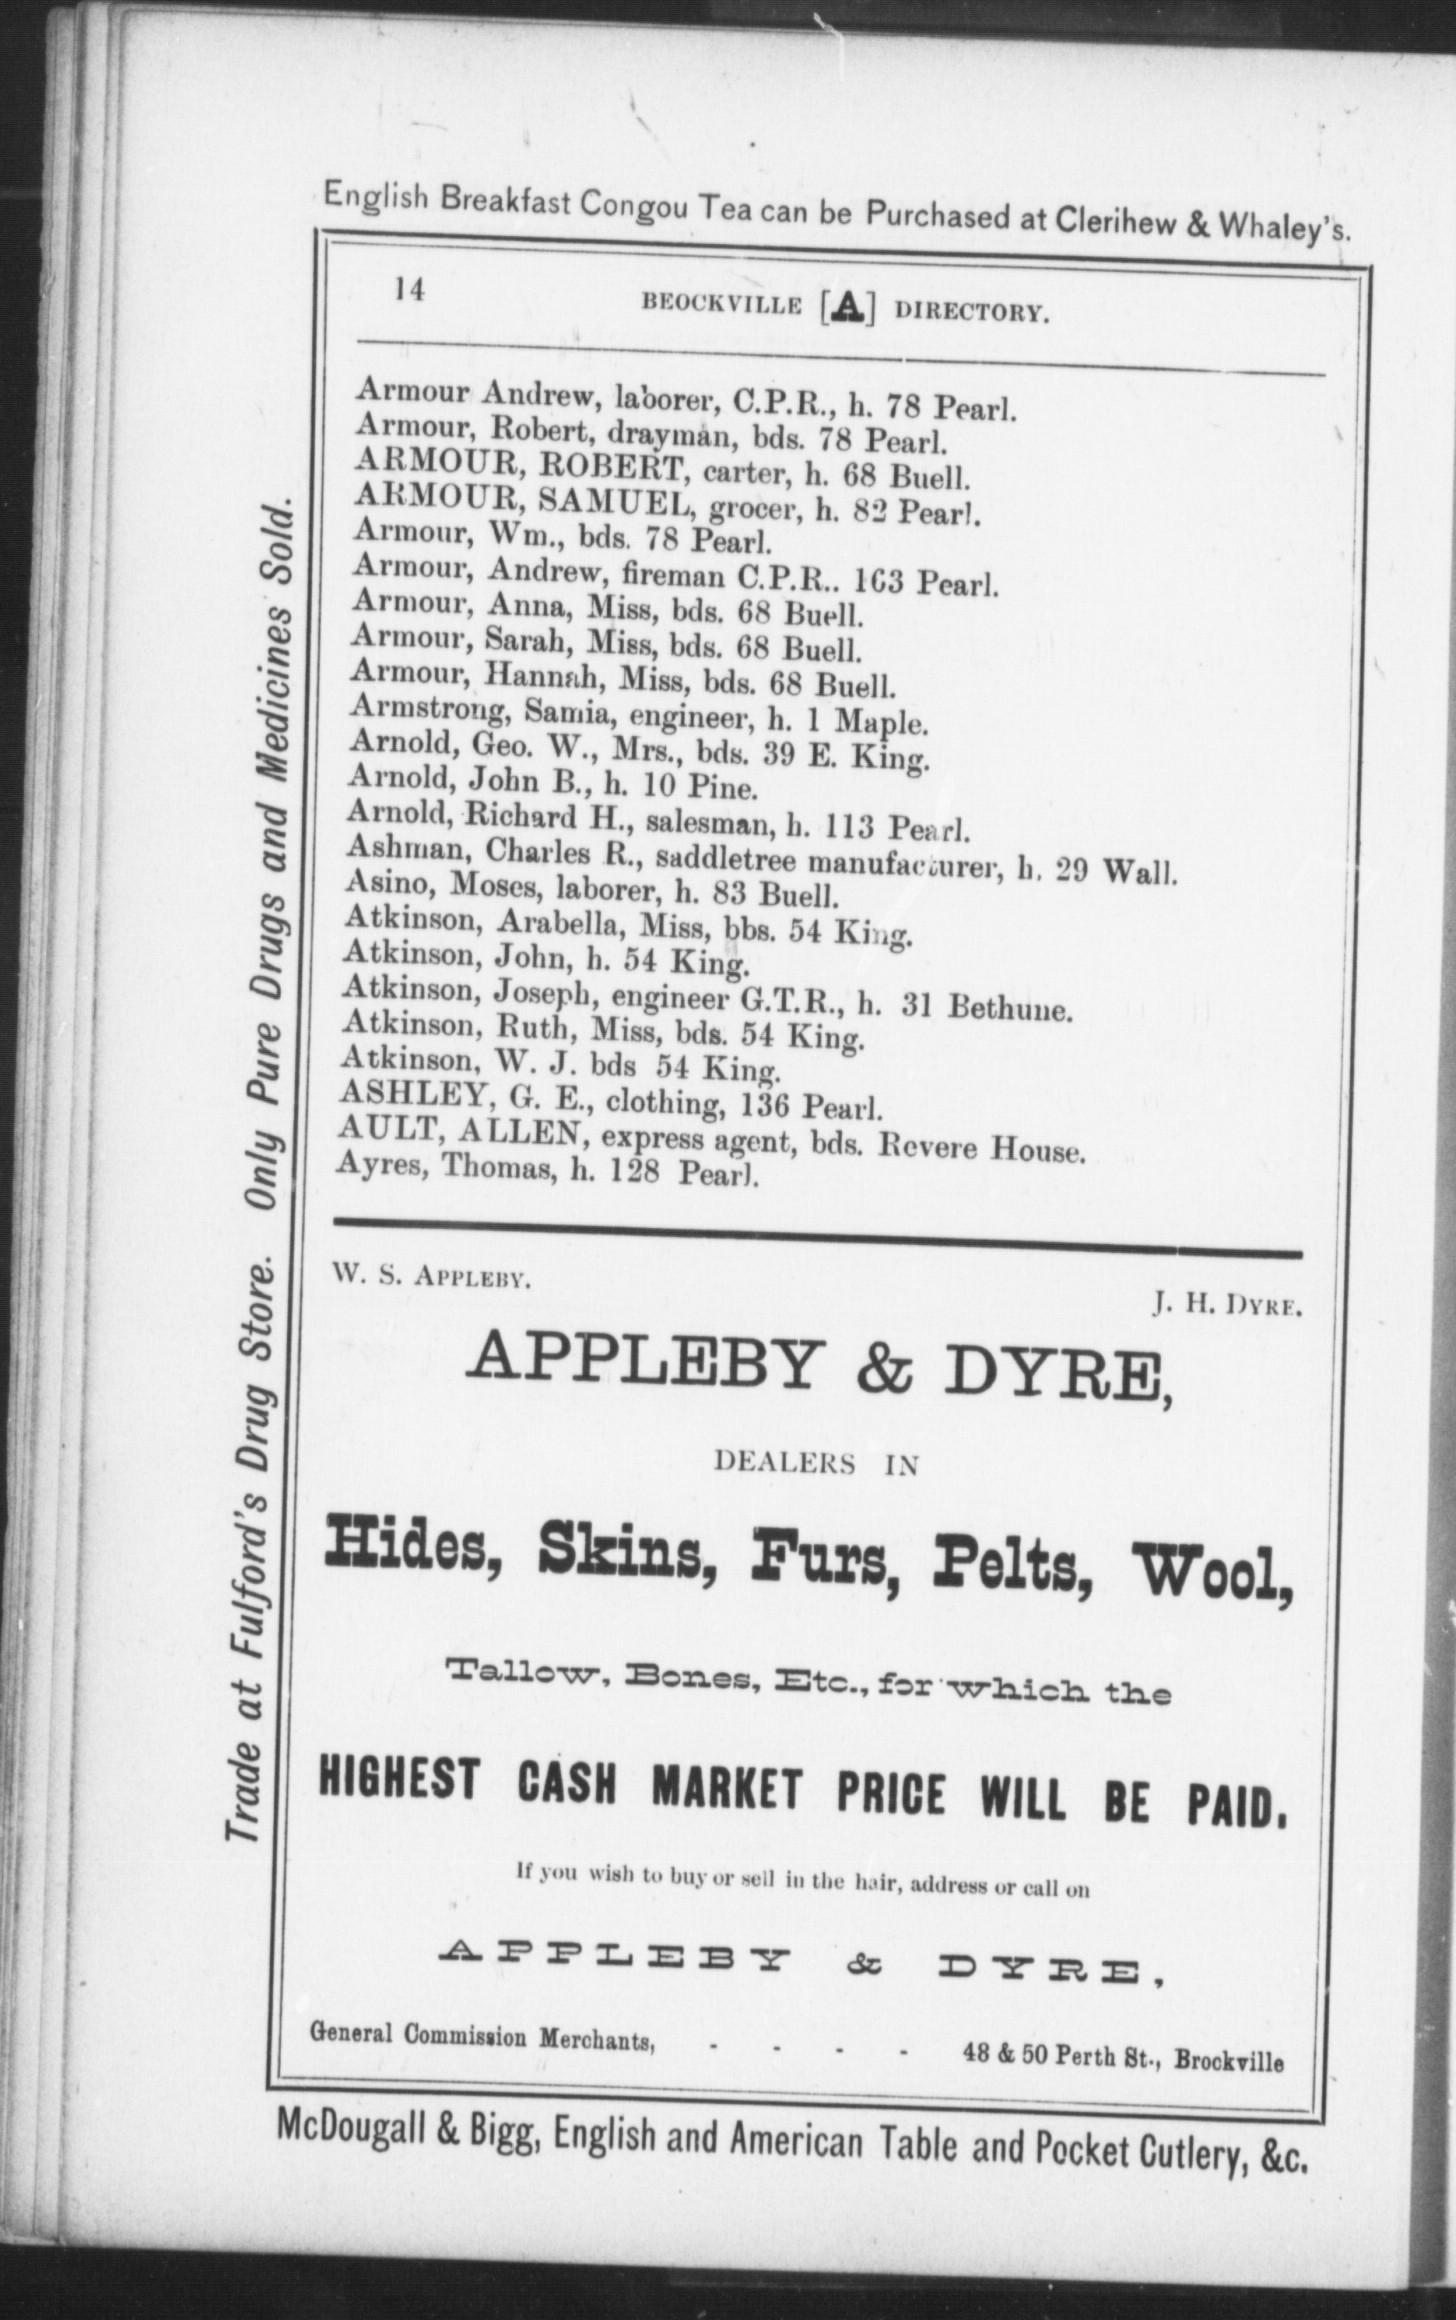 English Breakfast Congou Tea can be Purchased at Clerihew & Whaley's.
14
BEOCKVILLE [A] DIRECTORY.
Armour Andrew, laborer, C.P.R., h. 78 Pearl.
Armour, Robert, drayman, bds. 78 Pearl.
ARMOUR, ROBERT, carter, h. 68 Buell.
ARMOUR, SAMUEL, grocer, h. 82 Pearl.
Armour, Wm., bds. 78 Pearl.
Armour, Andrew, fireman C.P.R.. 163 Pearl.
Armour, Anna, Miss, bds. 68 Buell.
Armour, Sarah, Miss, bds. 68 Buell.
Armour, Hannah, Miss, bds. 68 Buell.
Armstrong, Samia, engineer, h. 1 Maple.
Arnold, Geo. W., Mrs., bds. 39 E. King.
Arnold, John B., h. 10 Pine.
Arnold, Richard H., salesman, h. 113 Pearl.
Ashman, Charles R., saddletree manufacturer, h. 29 Wall.
Asino, Moses, laborer, h. 83 Buell.
Atkinson, Arabella, Miss, bbs. 54 King.
Atkinson, John, h. 54 King.
Atkinson, Joseph, engineer G.T.R., h. 31 Bethune.
Atkinson, Ruth, Miss, bds. 54 King.
Atkinson, W. J. bds 54 King.
ASHLEY, G. E., clothing, 136 Pearl.
AULT, ALLEN, express agent, bds. Revere House.
Ayres, Thomas, h. 128 Pearl.
W. S. APPLEBY.
J. H. DYRE.
APPLEBY & DYRE,
DEALERS IN
Hides, Skins, Furs, Pelts, Wool,
Tallow, Bones, Etc., for which the
HIGHEST CASH MARKET PRICE WILL BE PAID.
If you wish to buy or sell in the hair, address or call on
APPLEBY & DYRE,
General Commission Merchants, - - - - 48 & 50 Perth St., Brockville
McDougall & Bigg, English and American Table and Pocket Cutlery, &c.
Trade at Fulford's Drug Store. Only Pure Drugs and Medicines Sold.